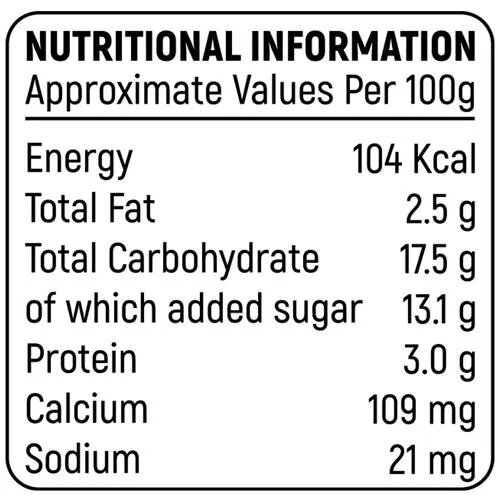 NUTRITIONAL INFORMATION
Approximate Values Per 100g
Energy 104 Kcal
Total Fat 2.5 g
Total Carbohydrate 17.5 g
of which added sugar 13.1 g
Protein 3.0 g
Calcium 109 mg
Sodium 21 mg